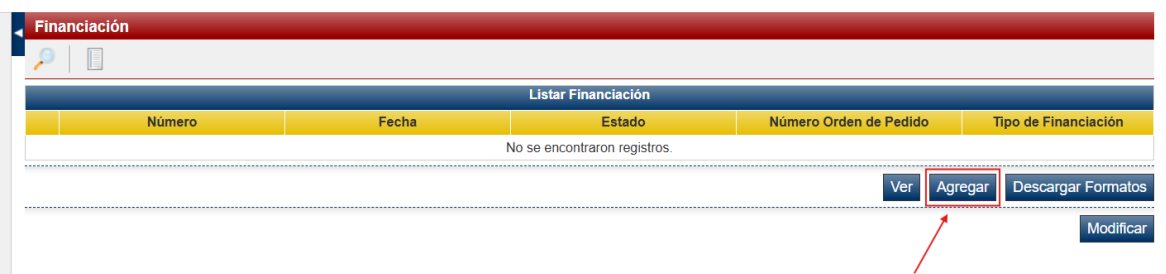 Financiación
Listar Financiación
Número Fecha Estado Número Orden de Pedido Tipo de Financiación
No se encontraron registros.
Ver Agregar Descargar Formatos
Modificar